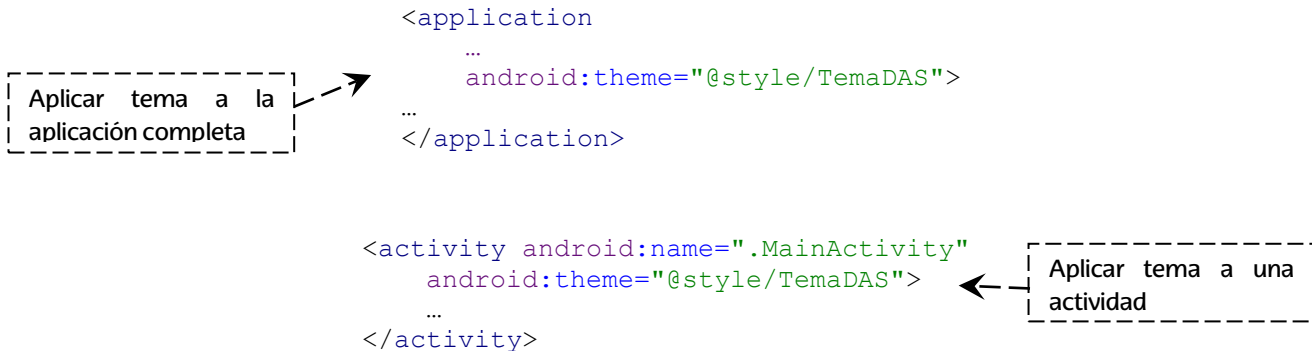 <application
…
android:theme="@style/TemaDAS">
Aplicar tema a la
aplicación completa
…
</application>
<activity android:name=".MainActivity"
android:theme="@style/TemaDAS">
Aplicar tema a una
actividad
…
</activity>